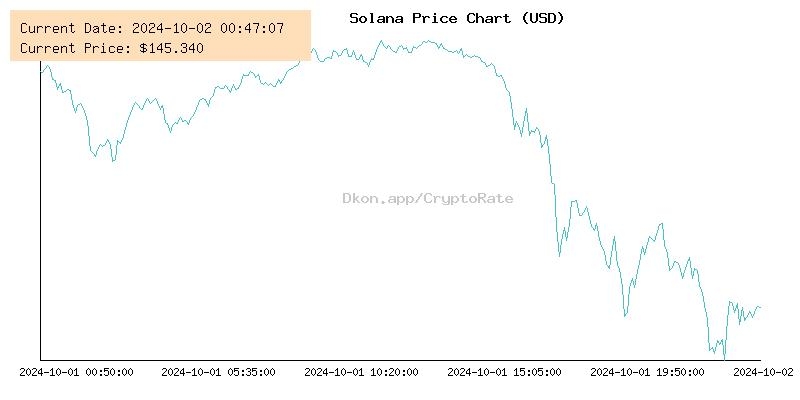 Solana Price Chart (USD)
Current Date: 2024-10-02 00:47:07
Current Price: $145.340
Dkon.app/CryptoRate
2024-10-01 00:50:00 2024-10-01 05:35:00 2024-10-01 10:20:00 2024-10-01 15:05:00 2024-10-01 19:50:00 2024-10-02